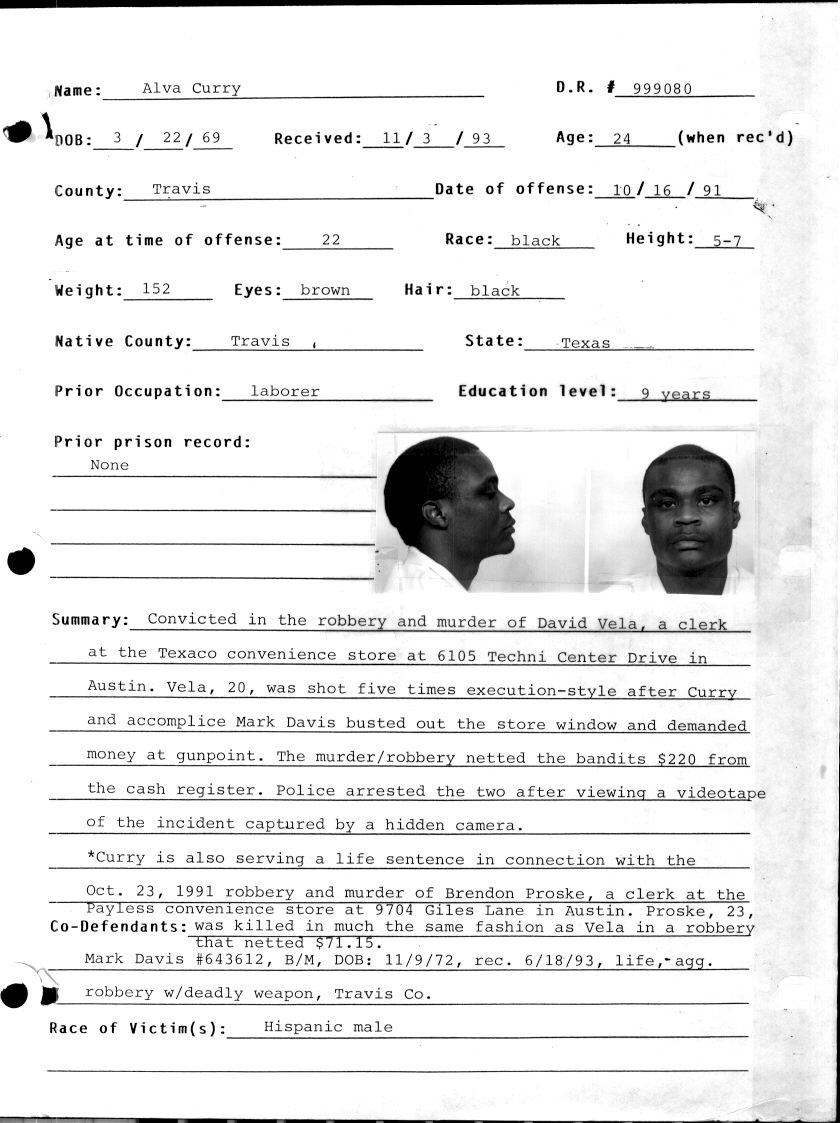 Name: Alva Curry D.R. # 999080
DOB: 3 / 22/ 69 Received: 11/ 3 / 93 Age: 24 (when rec'd)
County: Travis Date of offense: 10/ 16 / 91
Age at time of offense: 22 Race: black Height: 5-7
Weight: 152 Eyes: brown Hair: black
Native County: Travis State: Texas
Prior Occupation: laborer Education level: 9 years
Prior prison record:
None
Summary: Convicted in the robbery and murder of David Vela, a clerk
at the Texaco convenience store at 6105 Techni Center Drive in
Austin. Vela, 20, was shot five times execution-style after Curry
and accomplice Mark Davis busted out the store window and demanded
money at gunpoint. The murder/robbery netted the bandits $220 from
the cash register. Police arrested the two after viewing a videotape
of the incident captured by a hidden camera.
*Curry is also serving a life sentence in connection with the
Oct. 23, 1991 robbery and murder of Brendon Proske, a clerk at the
Payless convenience store at 9704 Giles Lane in Austin. Proske, 23,
Co-Defendants: was killed in much the same fashion as Vela in a robbery
that netted $71.15.
Mark Davis #643612, B/M, DOB: 11/9/72, rec. 6/18/93, life, agg.
robbery w/deadly weapon, Travis Co.
Race of Victim(s): Hispanic male